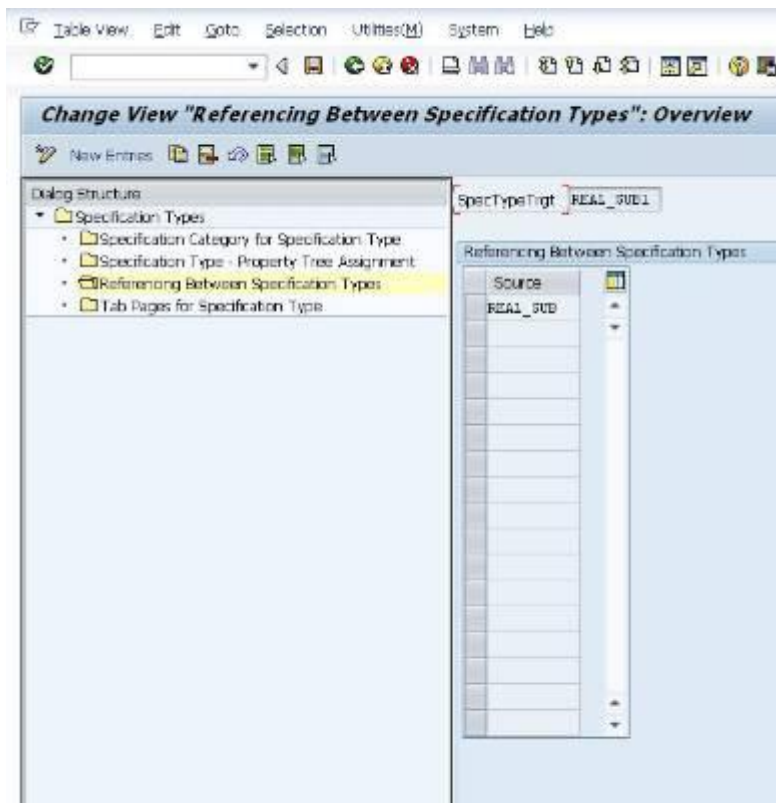 Table View Edit Goto Selection Utilities(M) System Help
Change View "Referencing Between Specification Types": Overview
New Entries
Dialog Structure
Specification Types
Specification Category for Specification Type
Specification Type - Property Tree Assignment
Referencing Between Specification Types
Tab Pages for Specification Type
SpecTypeTrgt REAL_SUB1
Referencing Between Specification Types
Source
REAL_SUB